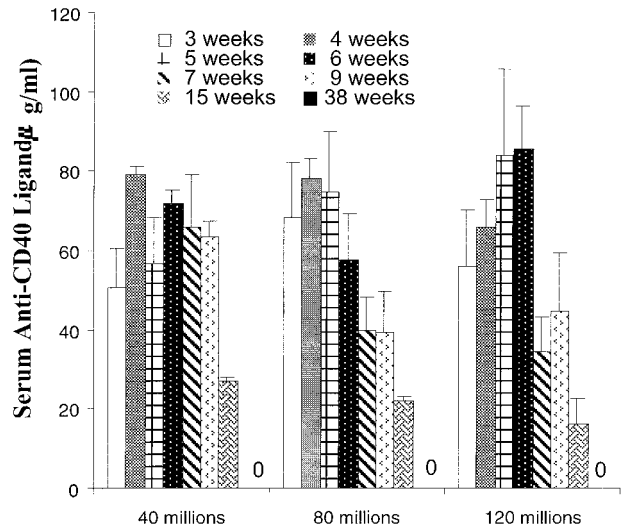 Serum Anti-CD40 Ligandµ g/ml)
120
100
80
60
40
20
0
3 weeks
4 weeks
5 weeks
6 weeks
7 weeks
9 weeks
15 weeks
38 weeks
0
0
0
40 millions
80 millions
120 millions